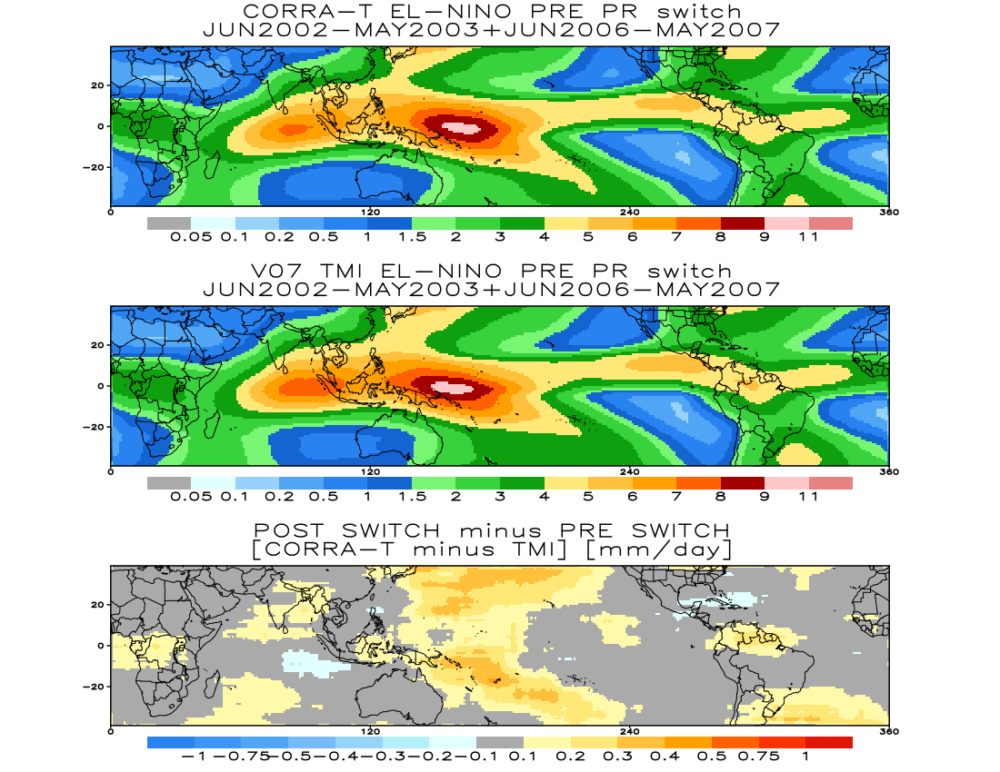 CORRA-T EL-NINO PRE PR switch
JUN2002-MAY2003+JUN2006-MAY2007
20
0
-20
0 120 240 360
0.05 0.1 0.2 0.5 1 1.5 2 3 4 5 6 7 8 9 11
V07 TMI EL-NINO PRE PR switch
JUN2002-MAY2003+JUN2006-MAY2007
20
0
-20
0 120 240 360
0.05 0.1 0.2 0.5 1 1.5 2 3 4 5 6 7 8 9 11
POST SWITCH minus PRE SWITCH
[CORRA-T minus TMI] [mm/day]
20
0
-20
0 120 240 360
-1 -0.75 -0.5 -0.4 -0.3 -0.2 -0.1 0.1 0.2 0.3 0.4 0.5 0.75 1